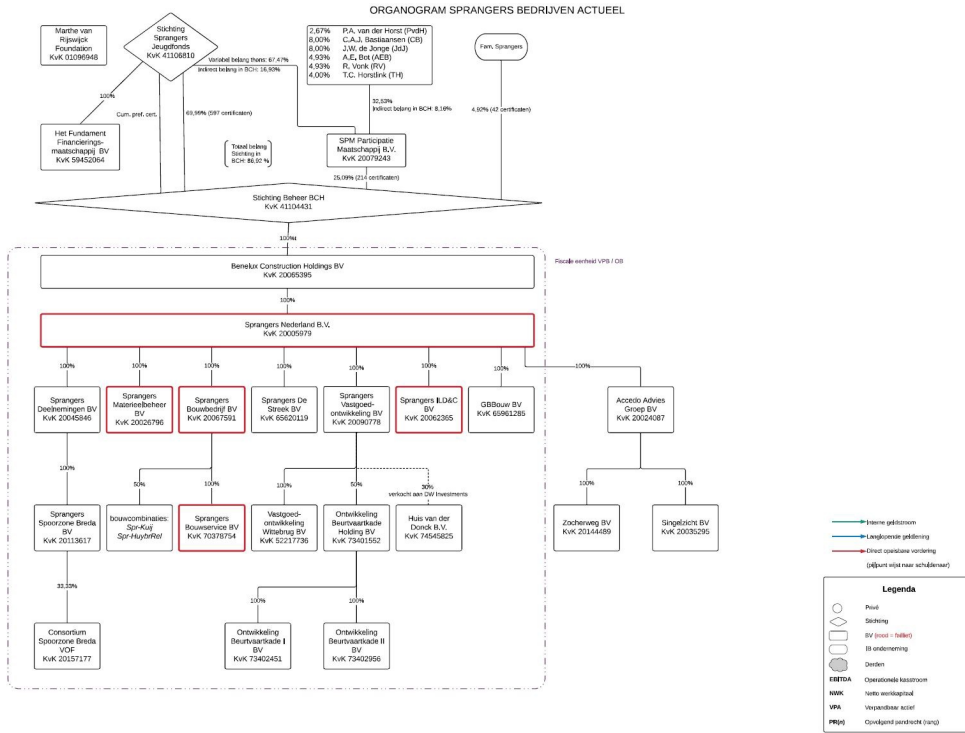 ORGANOGRAM SPRANGERS BEDRIJVEN ACTUEEL
Marthe van
Rijswijck
Foundation
KvK 01096948
Stichting
Sprangers
Jeugdfonds
KvK 41106810
2,67% P.A. van der Horst (PvdH)
8,00% C.A.J. Bastiaansen (CB)
8,00% J.W. de Jonge (JdJ)
4,93% A.E. Bot (AEB)
4,93% R. Vonk (RV)
4,00% T.C. Horstink (TH)
Fam. Sprangers
Variabel belang thans: 67,47%
Indirect belang in BCH: 16,93%
100%
Cum. pref. cert.
69,99% (597 certificaten)
32,53%
Indirect belang in BCH: 8,16%
4,92% (42 certificaten)
Het Fundament
Financierings-
maatschappij BV
KvK 59452064
Totaal belang
Stichting in
BCH: 86,92 %
SPM Participatie
Maatschappij B.V.
KvK 20079243
25,09% (214 certificaten)
Stichting Beheer BCH
KvK 41104431
100%
Fiscale eenheid VPB / OB
Benelux Construction Holdings BV
KvK 20065395
100%
Sprangers Nederland B.V.
KvK 20005979
100% 100% 100% 100% 100% 100% 100% 100%
Sprangers
Deelnemingen BV
KvK 20045846
Sprangers
Materieelbeheer
BV
KvK 20026796
Sprangers
Bouwbedrijf BV
KvK 20067591
Sprangers De
Streek BV
KvK 65620119
Sprangers
Vastgoed-
ontwikkeling BV
KvK 20090778
Sprangers ILD&C
BV
KvK 20062365
GBBouw BV
KvK 65961285
Accedo Advies
Groep BV
KvK 20024087
100% 50% 100% 100% 50% 30% 100% 100%
verkocht aan DW Investments
Sprangers
Spoorzone Breda
BV
KvK 20113617
bouwcombinaties:
Spr-Kuij
Spr-HuybrRel
Sprangers
Bouwservice BV
KvK 70378754
Vastgoed-
ontwikkeling
Wittebrug BV
KvK 52217736
Ontwikkeling
Beurtvaartkade
Holding BV
KvK 73401552
Huis van der
Donck B.V.
KvK 74545825
Zocherweg BV
KvK 20144489
Singelzicht BV
KvK 20035295
33,33% 100% 100%
Consortium
Spoorzone Breda
VOF
KvK 20157177
Ontwikkeling
Beurtvaartkade I
BV
KvK 73402451
Ontwikkeling
Beurtvaartkade II
BV
KvK 73402956
Interne geldstroom
Langlopende geldlening
Direct opeisbare vordering
(pijlpunt wijst naar schuldenaar)
Legenda
Privé
Stichting
BV (rood = failliet)
IB onderneming
Derden
EBITDA Operationele kasstroom
NWK Netto werkkapitaal
VPA Verpandbaar actief
PR(n) Opvolgend pandrecht (rang)